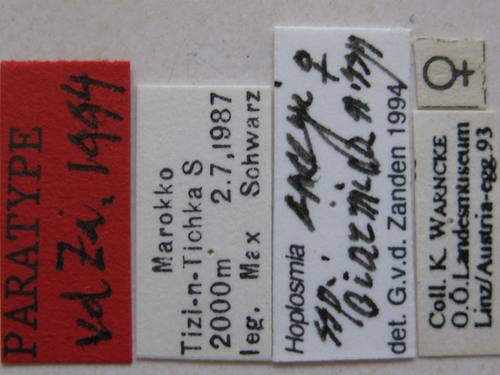 PARATYPE
vd Za. 1994
Marokko
Tizi-n-Tichka S
2000m 2.7.1987
leg. Max Schwarz
Hoplosmia ♀
ssp.
det. G.v.d. Zanden 1994
♀
Coll. K. WARNCKE
O.Ö. Landesmuseum
Linz/Austria-egg.93